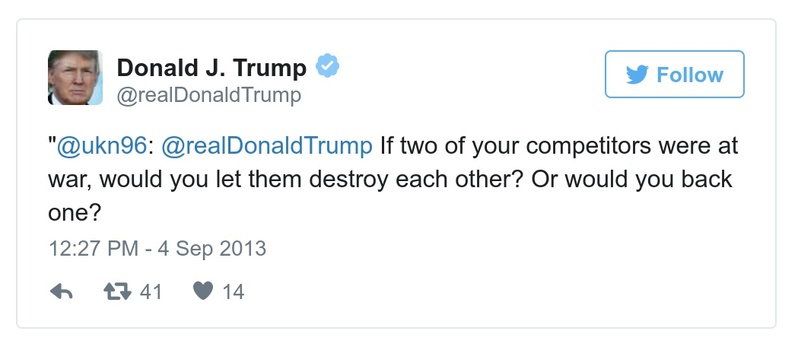 Donald J. Trump
@realDonaldTrump
Follow
"@ukn96: @realDonaldTrump If two of your competitors were at
war, would you let them destroy each other? Or would you back
one?
12:27 PM - 4 Sep 2013
41 14